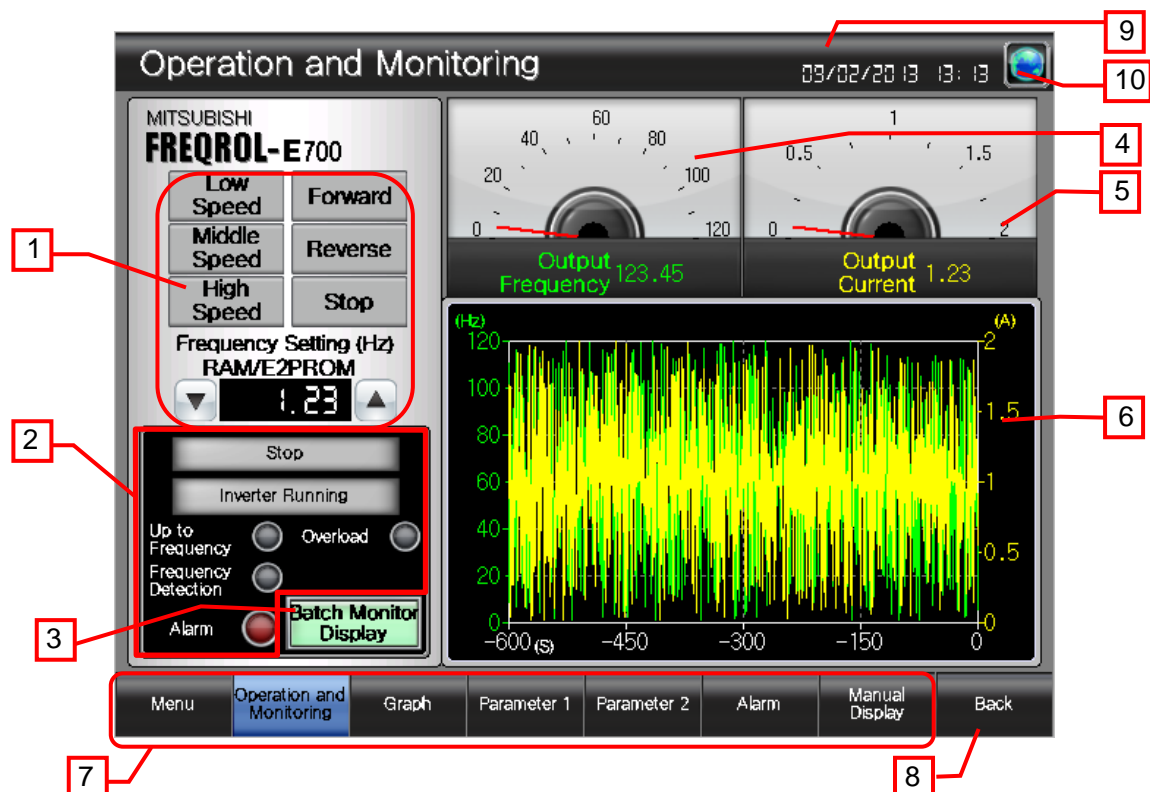 9
Operation and Monitoring
09/02/2013 13:13
10
MITSUBISHI
FREQROL-E700
Low Speed
Forward
Middle Speed
Reverse
High Speed
Stop
Frequency Setting (Hz)
RAM/E2PROM
▼ 1.23 ▲
1
0 20 40 60 80 100 120
4
0 0.5 1 1.5 2
5
Output
Frequency 123.45
Output
Current 1.23
2
Stop
Inverter Running
Up to
Frequency
Overload
Frequency
Detection
3
Alarm
Batch Monitor
Display
(Hz)
(A)
120
100
80
60
40
20
0
2
1.5
1
0.5
0
6
-600 (S) -450 -300 -150 0
Menu
Operation and
Monitoring
Graph
Parameter 1
Parameter 2
Alarm
Manual
Display
Back
7
8